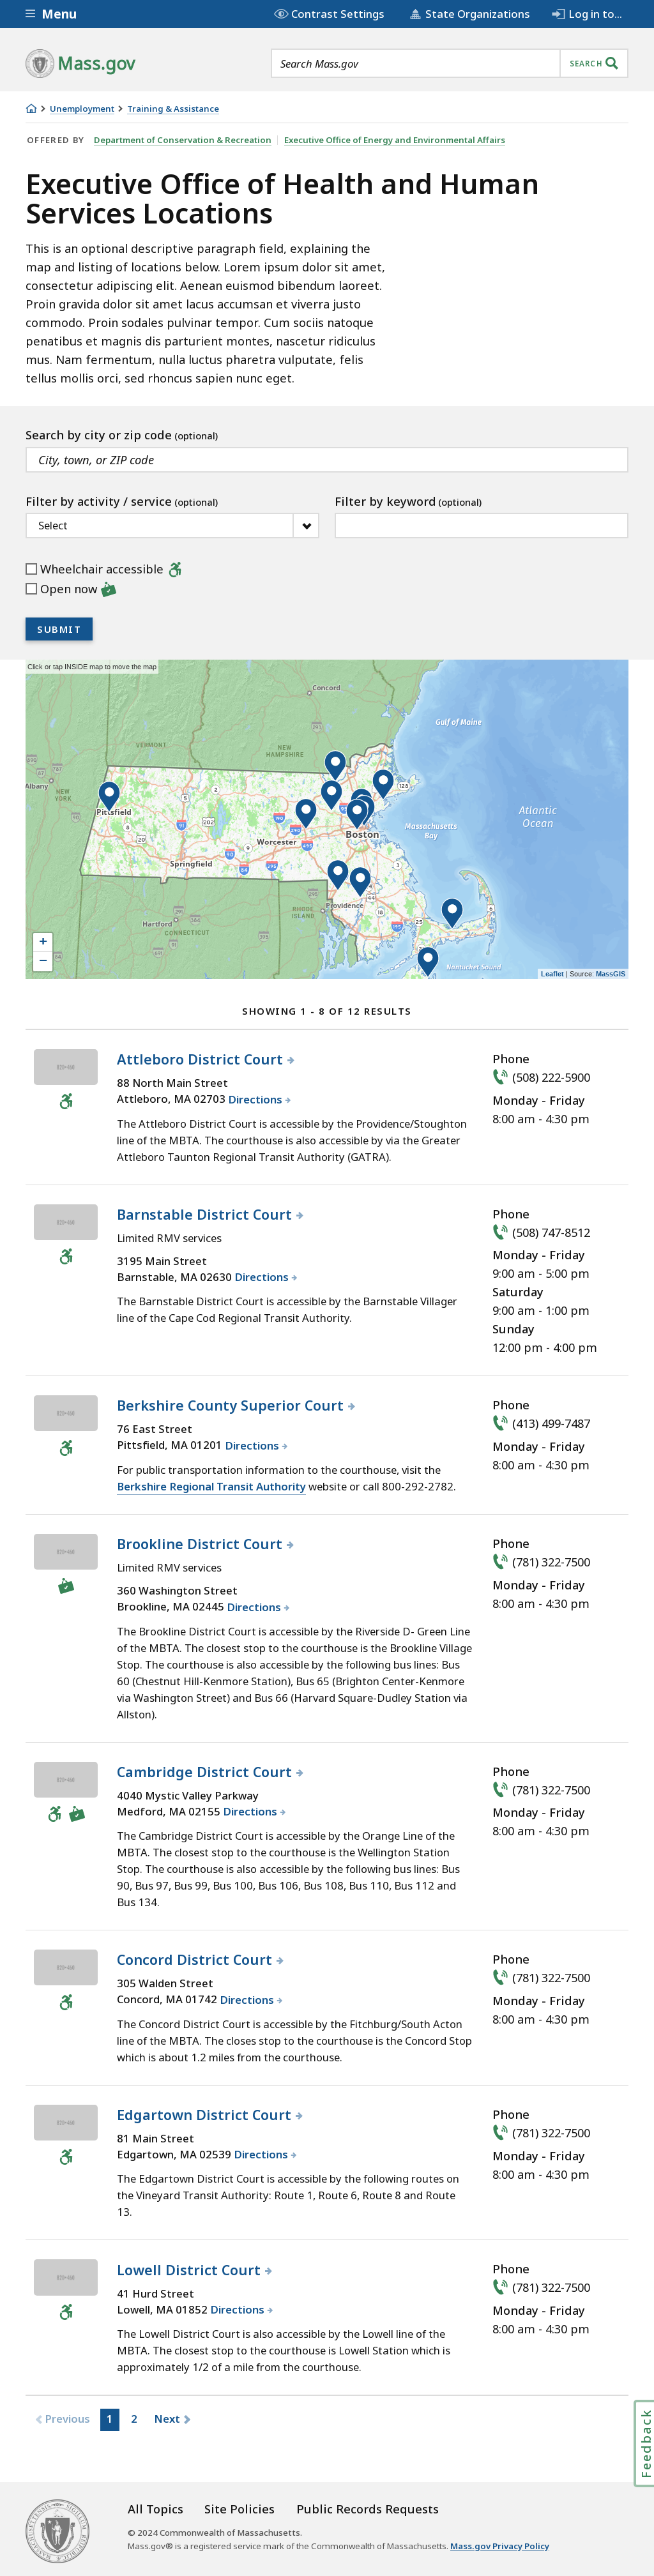 Menu
Contrast Settings
State Organizations
Log in to...
Mass.gov
Search Mass.gov
SEARCH
Unemployment
Training & Assistance
OFFERED BY Department of Conservation & Recreation | Executive Office of Energy and Environmental Affairs
Executive Office of Health and Human
Services Locations
This is an optional descriptive paragraph field, explaining the
map and listing of locations below. Lorem ipsum dolor sit amet,
consectetur adipiscing elit. Aenean euismod bibendum laoreet.
Proin gravida dolor sit amet lacus accumsan et viverra justo
commodo. Proin sodales pulvinar tempor. Cum sociis natoque
penatibus et magnis dis parturient montes, nascetur ridiculus
mus. Nam fermentum, nulla luctus pharetra vulputate, felis
tellus mollis orci, sed rhoncus sapien nunc eget.
Search by city or zip code (optional)
City, town, or ZIP code
Filter by activity / service (optional)
Filter by keyword (optional)
Select
Wheelchair accessible
Open now
SUBMIT
Click or tap INSIDE map to move the map
Concord
Gulf of Maine
VERMONT
NEW
HAMPSHIRE
Albany
NEW
YORK
Pittsfield
Atlantic
Ocean
Massachusetts
Bay
Boston
Worcester
Springfield
Providence
RHODE
ISLAND
Hartford
CONNECTICUT
Nantucket Sound
+
−
Leaflet | Source: MassGIS
SHOWING 1 - 8 OF 12 RESULTS
Attleboro District Court
88 North Main Street
Attleboro, MA 02703 Directions
The Attleboro District Court is accessible by the Providence/Stoughton
line of the MBTA. The courthouse is also accessible by via the Greater
Attleboro Taunton Regional Transit Authority (GATRA).
Phone
(508) 222-5900
Monday - Friday
8:00 am - 4:30 pm
Barnstable District Court
Limited RMV services
3195 Main Street
Barnstable, MA 02630 Directions
The Barnstable District Court is accessible by the Barnstable Villager
line of the Cape Cod Regional Transit Authority.
Phone
(508) 747-8512
Monday - Friday
9:00 am - 5:00 pm
Saturday
9:00 am - 1:00 pm
Sunday
12:00 pm - 4:00 pm
Berkshire County Superior Court
76 East Street
Pittsfield, MA 01201 Directions
For public transportation information to the courthouse, visit the
Berkshire Regional Transit Authority website or call 800-292-2782.
Phone
(413) 499-7487
Monday - Friday
8:00 am - 4:30 pm
Brookline District Court
Limited RMV services
360 Washington Street
Brookline, MA 02445 Directions
The Brookline District Court is accessible by the Riverside D- Green Line
of the MBTA. The closest stop to the courthouse is the Brookline Village
Stop. The courthouse is also accessible by the following bus lines: Bus
60 (Chestnut Hill-Kenmore Station), Bus 65 (Brighton Center-Kenmore
via Washington Street) and Bus 66 (Harvard Square-Dudley Station via
Allston).
Phone
(781) 322-7500
Monday - Friday
8:00 am - 4:30 pm
Cambridge District Court
4040 Mystic Valley Parkway
Medford, MA 02155 Directions
The Cambridge District Court is accessible by the Orange Line of the
MBTA. The closest stop to the courthouse is the Wellington Station
Stop. The courthouse is also accessible by the following bus lines: Bus
90, Bus 97, Bus 99, Bus 100, Bus 106, Bus 108, Bus 110, Bus 112 and
Bus 134.
Phone
(781) 322-7500
Monday - Friday
8:00 am - 4:30 pm
Concord District Court
305 Walden Street
Concord, MA 01742 Directions
The Concord District Court is accessible by the Fitchburg/South Acton
line of the MBTA. The closes stop to the courthouse is the Concord Stop
which is about 1.2 miles from the courthouse.
Phone
(781) 322-7500
Monday - Friday
8:00 am - 4:30 pm
Edgartown District Court
81 Main Street
Edgartown, MA 02539 Directions
The Edgartown District Court is accessible by the following routes on
the Vineyard Transit Authority: Route 1, Route 6, Route 8 and Route
13.
Phone
(781) 322-7500
Monday - Friday
8:00 am - 4:30 pm
Lowell District Court
41 Hurd Street
Lowell, MA 01852 Directions
The Lowell District Court is also accessible by the Lowell line of the
MBTA. The closest stop to the courthouse is Lowell Station which is
approximately 1/2 of a mile from the courthouse.
Phone
(781) 322-7500
Monday - Friday
8:00 am - 4:30 pm
Previous 1 2 Next
Feedback
All Topics
Site Policies
Public Records Requests
© 2024 Commonwealth of Massachusetts.
Mass.gov® is a registered service mark of the Commonwealth of Massachusetts. Mass.gov Privacy Policy